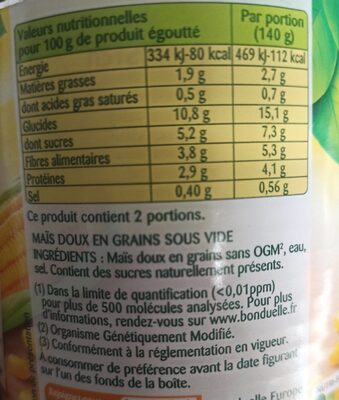 Valeurs nutritionnelles
pour 100 g de produit égoutté
Par portion
(140 g)
Energie 334 kJ-80 kcal 469 kJ-112 kcal
Matières grasses 1,9 g 2,7 g
dont acides gras saturés 0,5 g 0,7 g
Glucides 10,8 g 15,1 g
dont sucres 5,2 g 7,3 g
Fibres alimentaires 3,8 g 5,3 g
Protéines 2,9 g 4,1 g
Sel 0,40 g 0,56 g
Ce produit contient 2 portions.
MAÏS DOUX EN GRAINS SOUS VIDE
INGRÉDIENTS : Maïs doux en grains sans OGM², eau,
sel. Contient des sucres naturellement présents.
(1) Dans la limite de quantification (<0,01ppm)
pour plus de 500 molécules analysées. Pour plus
d'informations, rendez-vous sur www.bonduelle.fr
(2) Organisme Génétiquement Modifié.
(3) Conformément à la réglementation en vigueur.
A consommer de préférence avant la date figurant
sur l'un des fonds de la boîte.
Europe